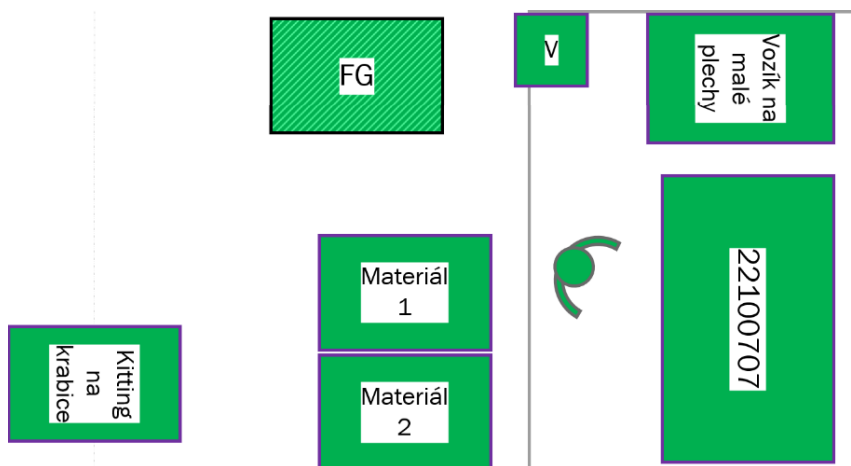 FG
V
Vozík na
malé
plechy
Materiál
1
22100707
Kitting
na
krabice
Materiál
2